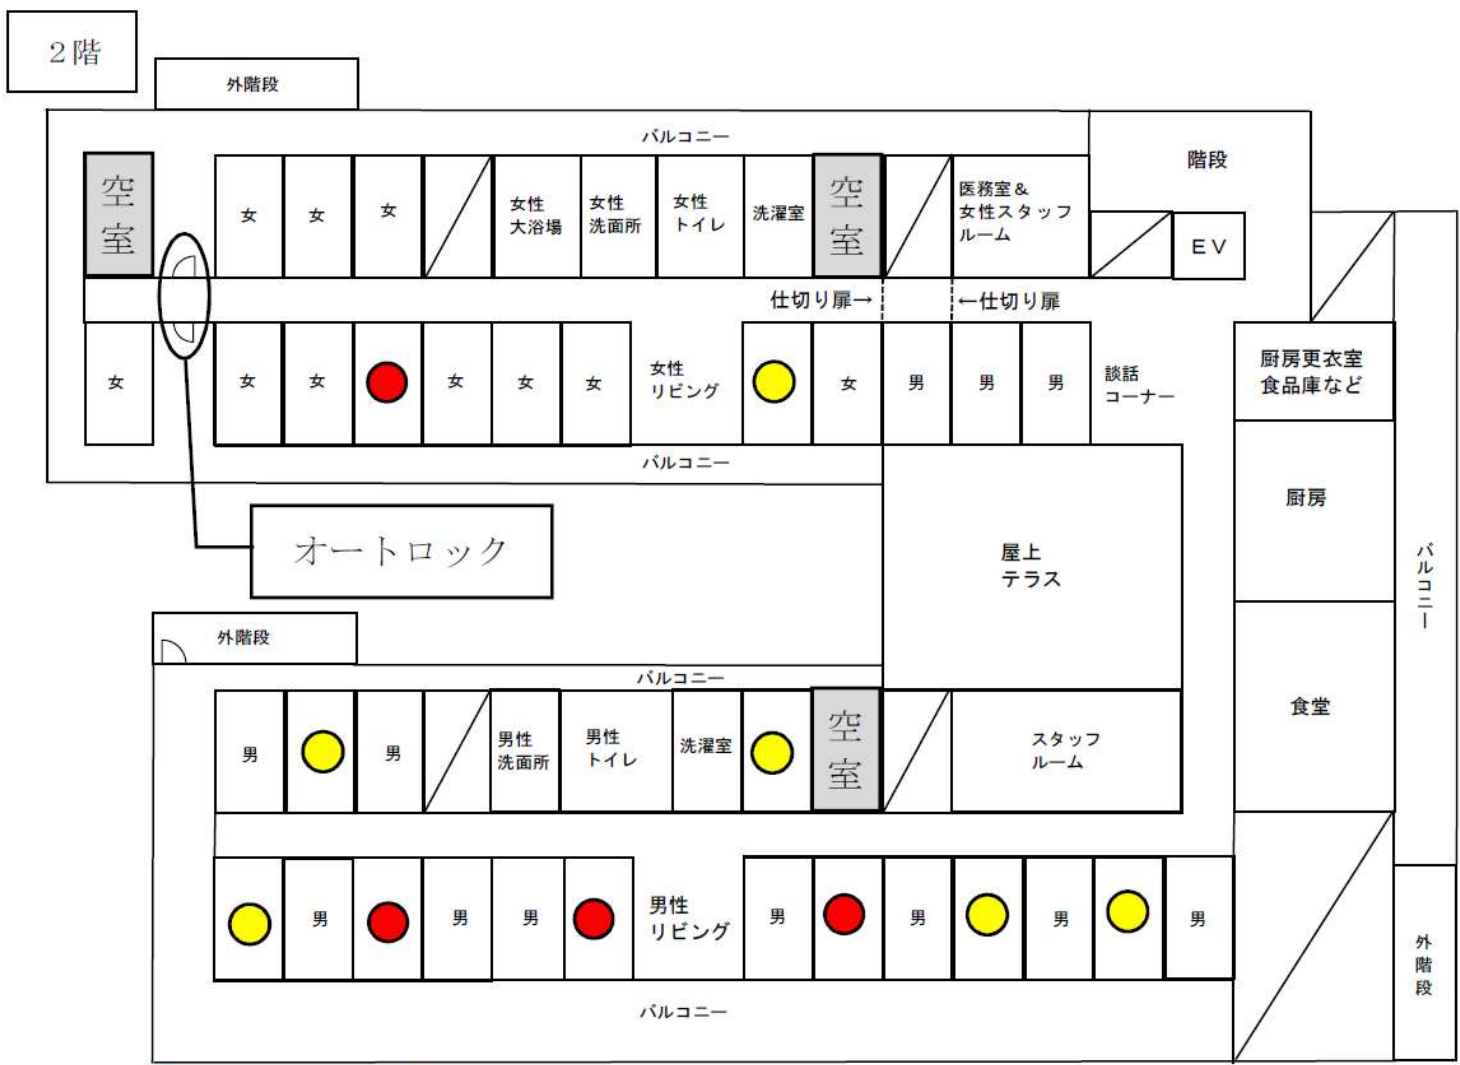 2階
外階段
バルコニー
階段
空室
女
女
女
女性
大浴場
女性
洗面所
女性
トイレ
洗濯室
空室
医務室＆
女性スタッフ
ルーム
EV
仕切り扉→
←仕切り扉
女
女
女
女
女
女
女性
リビング
女
男
男
男
談話
コーナー
厨房更衣室
食品庫など
バルコニー
オートロック
屋上
テラス
厨房
バルコニー
外階段
バルコニー
食堂
男
男
男性
洗面所
男性
トイレ
洗濯室
空室
スタッフ
ルーム
男
男
男
男性
リビング
男
男
男
男
外階段
バルコニー